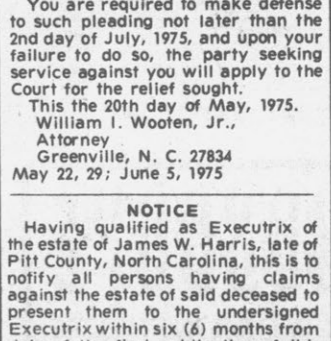 You are required to make defense
to such pleading not later than the
2nd day of July, 1975, and upon your
failure to do so, the party seeking
service against you will apply to the
Court for the relief sought.
This the 20th day of May, 1975.
William I. Wooten, Jr.,
Attorney
Greenville, N. C. 27834
May 22, 29; June 5, 1975
NOTICE
Having qualified as Executrix of
the estate of James W. Harris, late of
Pitt County, North Carolina, this is to
notify all persons having claims
against the estate of said deceased to
present them to the undersigned
Executrix within six (6) months from